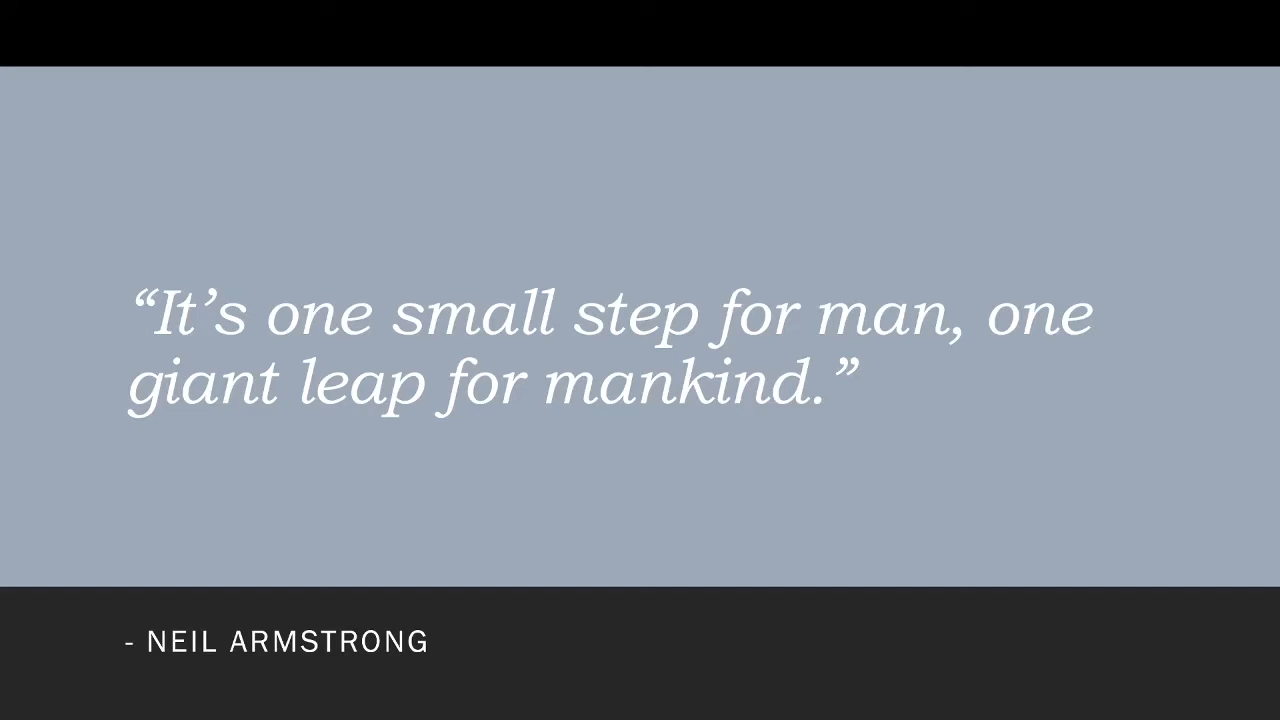 “It’s one small step for man, one
giant leap for mankind.”
- NEIL ARMSTRONG